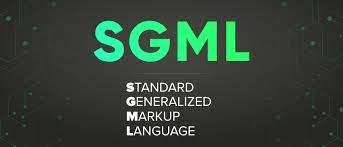 SGML
STANDARD
GENERALIZED
MARKUP
LANGUAGE